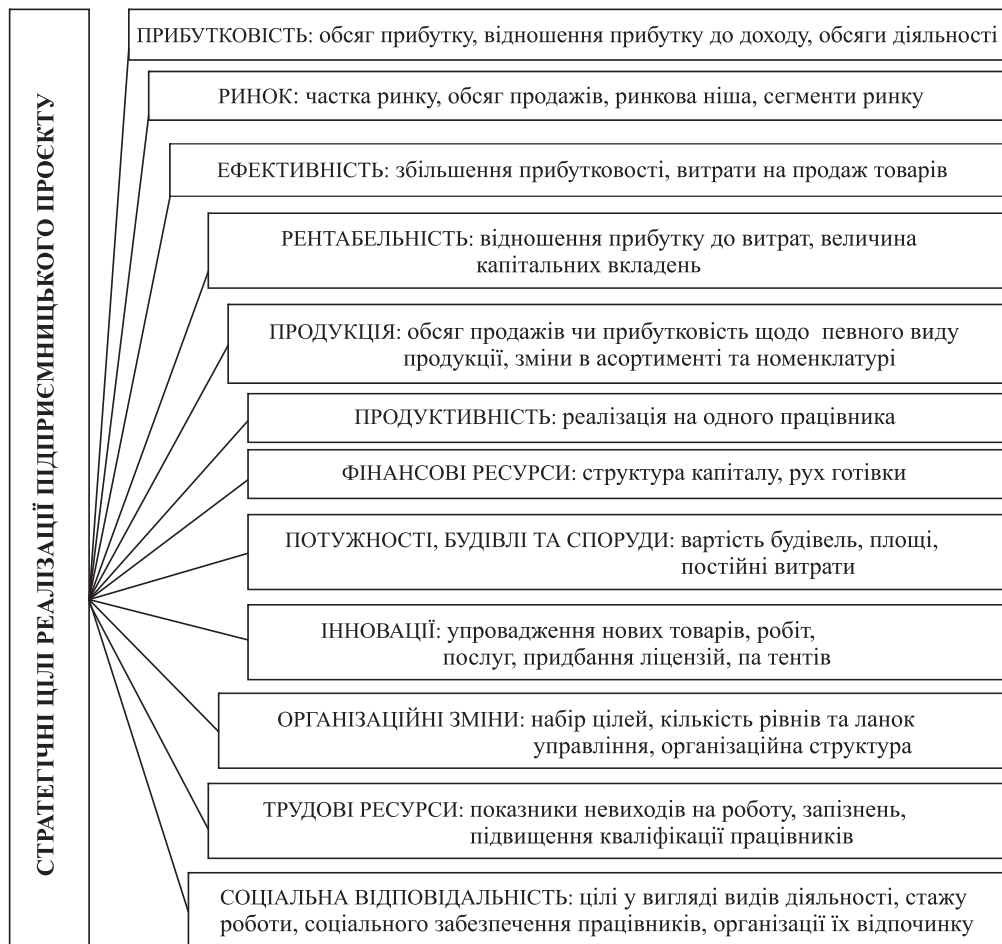 СТРАТЕГІЧНІ ЦІЛІ РЕАЛІЗАЦІЇ ПІДПРИЄМНИЦЬКОГО ПРОЄКТУ
ПРИБУТКОВІСТЬ: обсяг прибутку, відношення прибутку до доходу, обсяги діяльності
РИНОК: частка ринку, обсяг продажів, ринкова ніша, сегменти ринку
ЕФЕКТИВНІСТЬ: збільшення прибутковості, витрати на продаж товарів
РЕНТАБЕЛЬНІСТЬ: відношення прибутку до витрат, величина
капітальних вкладень
ПРОДУКЦІЯ: обсяг продажів чи прибутковість щодо певного виду
продукції, зміни в асортименті та номенклатурі
ПРОДУКТИВНІСТЬ: реалізація на одного працівника
ФІНАНСОВІ РЕСУРСИ: структура капіталу, рух готівки
ПОТУЖНОСТІ, БУДІВЛІ ТА СПОРУДИ: вартість будівель, площі,
постійні витрати
ІННОВАЦІЇ: упровадження нових товарів, робіт,
послуг, придбання ліцензій, па тентів
ОРГАНІЗАЦІЙНІ ЗМІНИ: набір цілей, кількість рівнів та ланок
управління, організаційна структура
ТРУДОВІ РЕСУРСИ: показники невиходів на роботу, запізнень,
підвищення кваліфікації працівників
СОЦІАЛЬНА ВІДПОВІДАЛЬНІСТЬ: цілі у вигляді видів діяльності, стажу
роботи, соціального забезпечення працівників, організації їх відпочинку